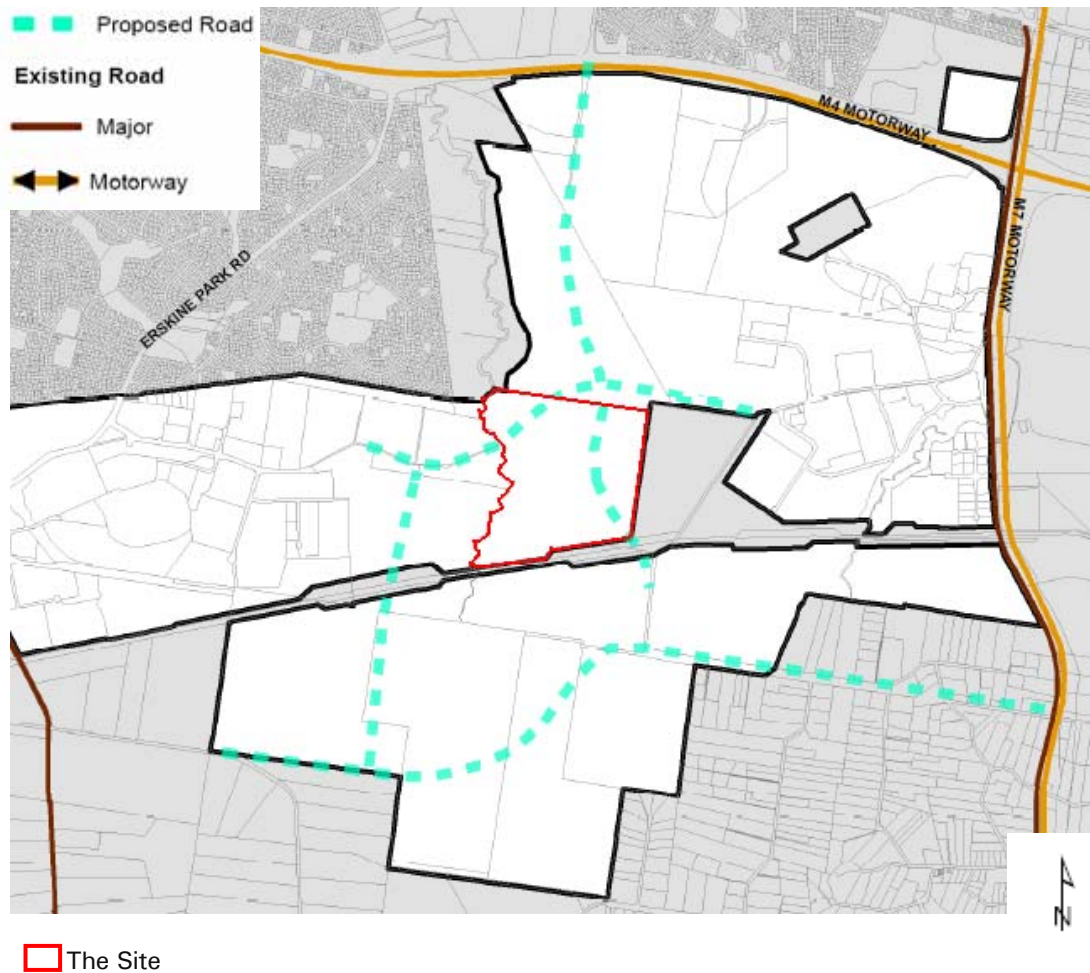 Proposed Road
Existing Road
Major
Motorway
M4 MOTORWAY
M7 MOTORWAY
ERSKINE PARK RD
N
The Site